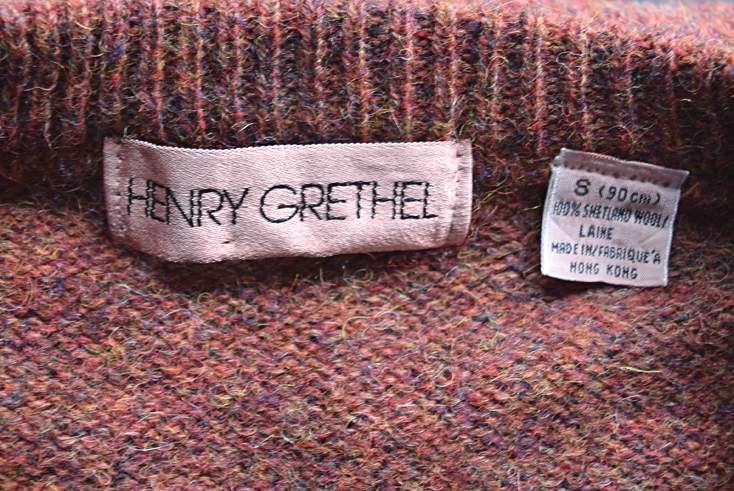 HENRY GRETHEL
S (90cm)
100% SHETLAND WOOL/
LAINE
MADE IN/FABRIQUE'A
HONG KONG